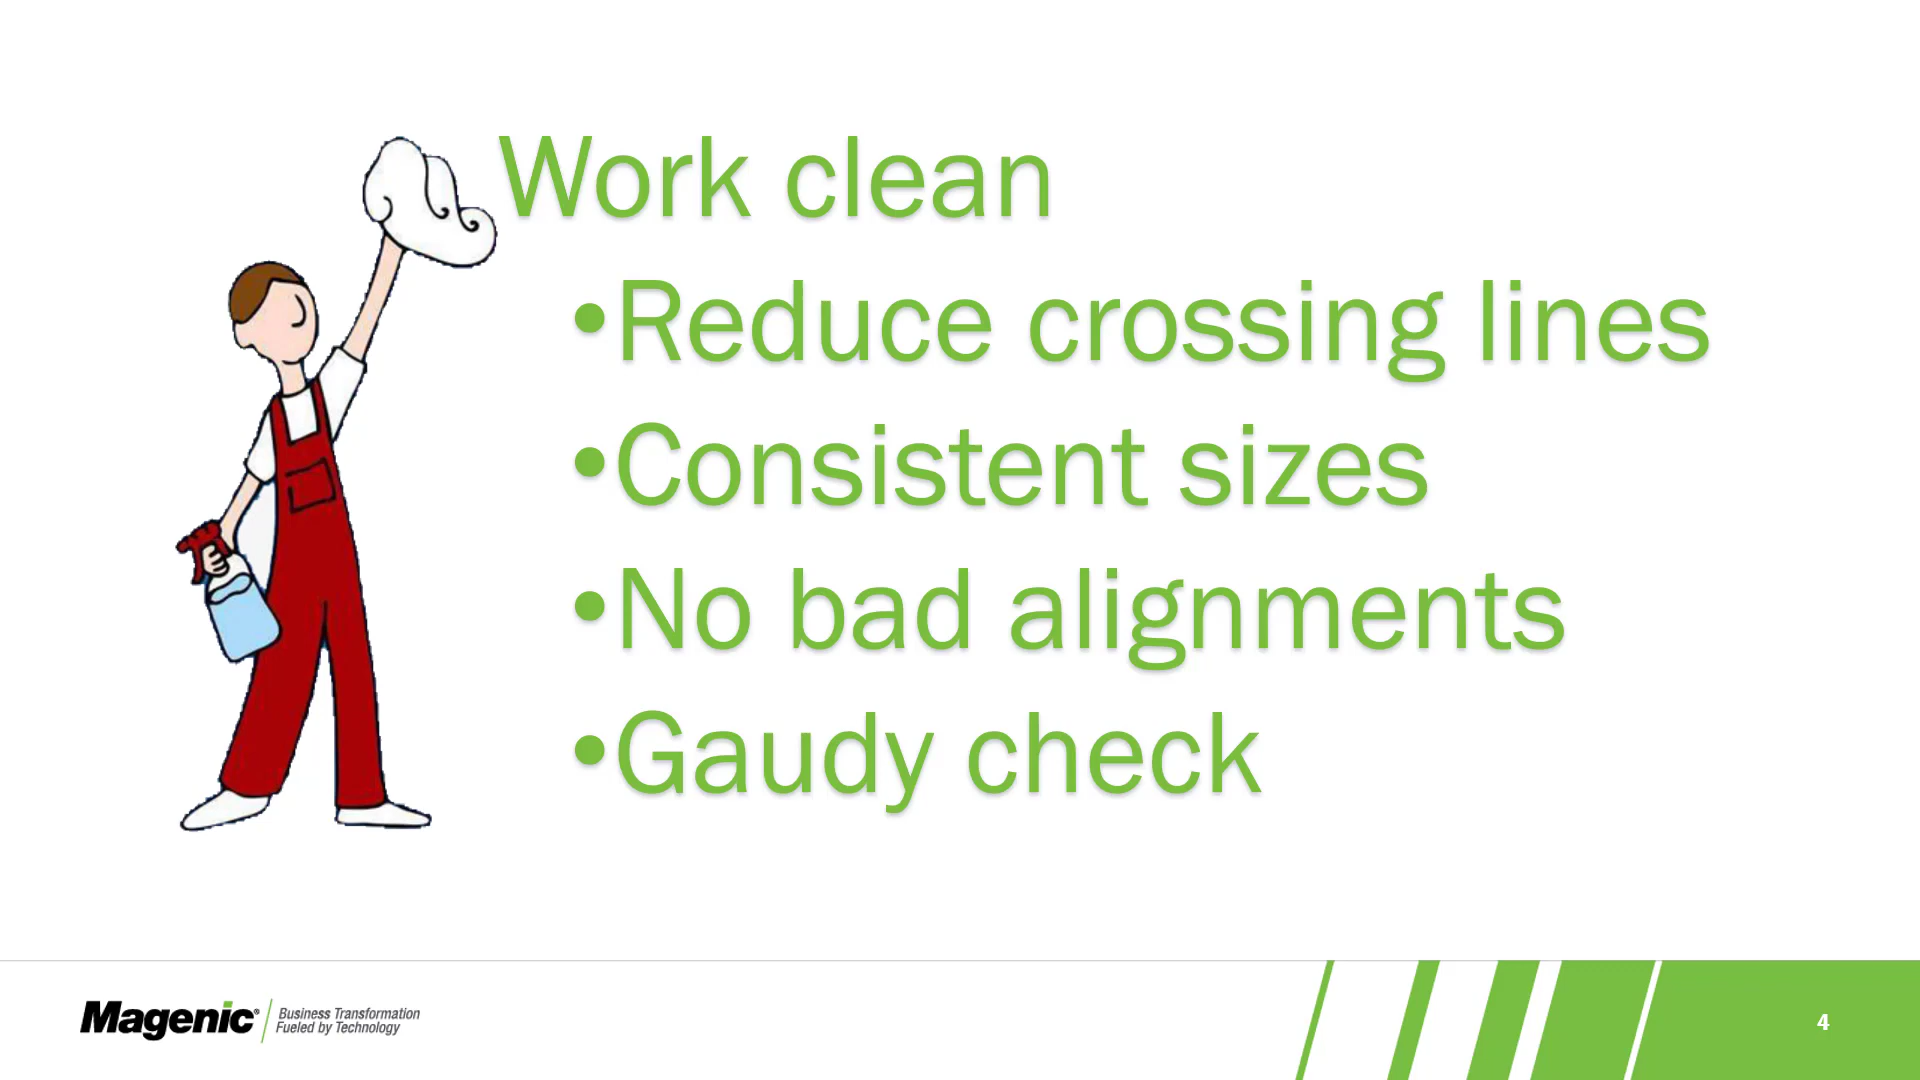 Work clean
•Reduce crossing lines
•Consistent sizes
•No bad alignments
•Gaudy check
Magenic® Business Transformation
Fueled by Technology
4